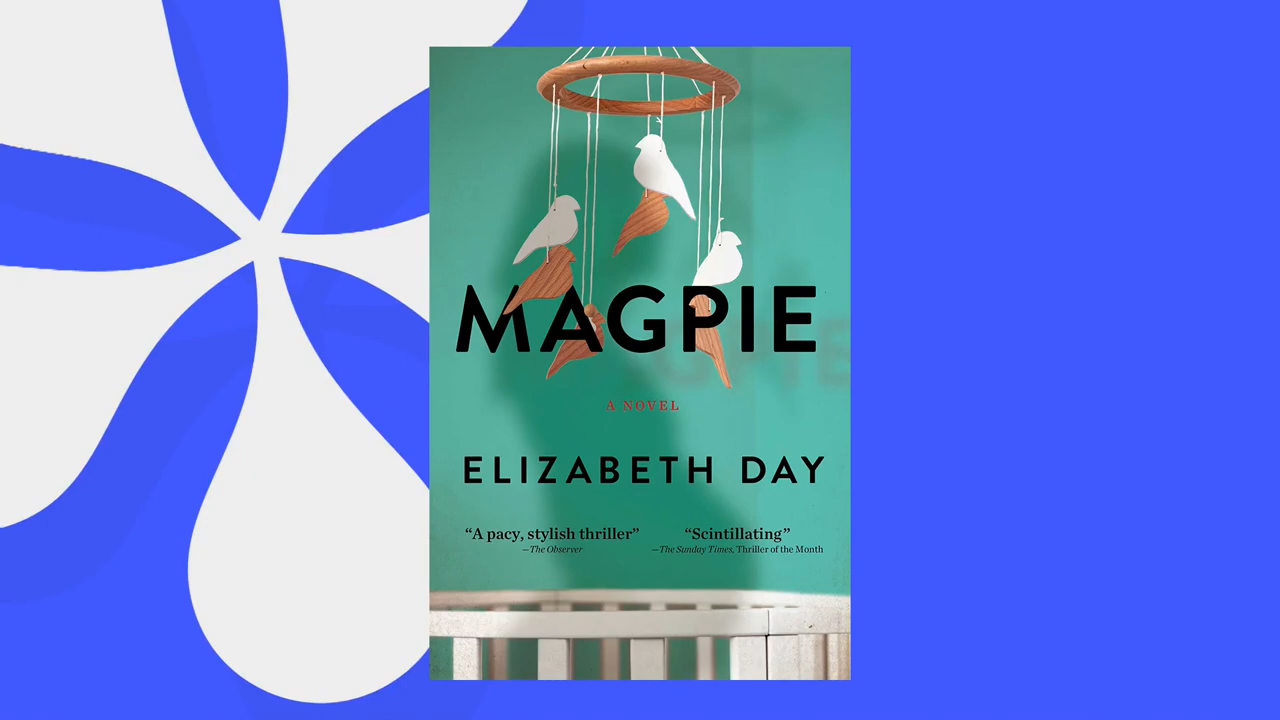 MAGPIE
A NOVEL
ELIZABETH DAY
“A pacy, stylish thriller”
—The Observer
“Scintillating”
—The Sunday Times, Thriller of the Month